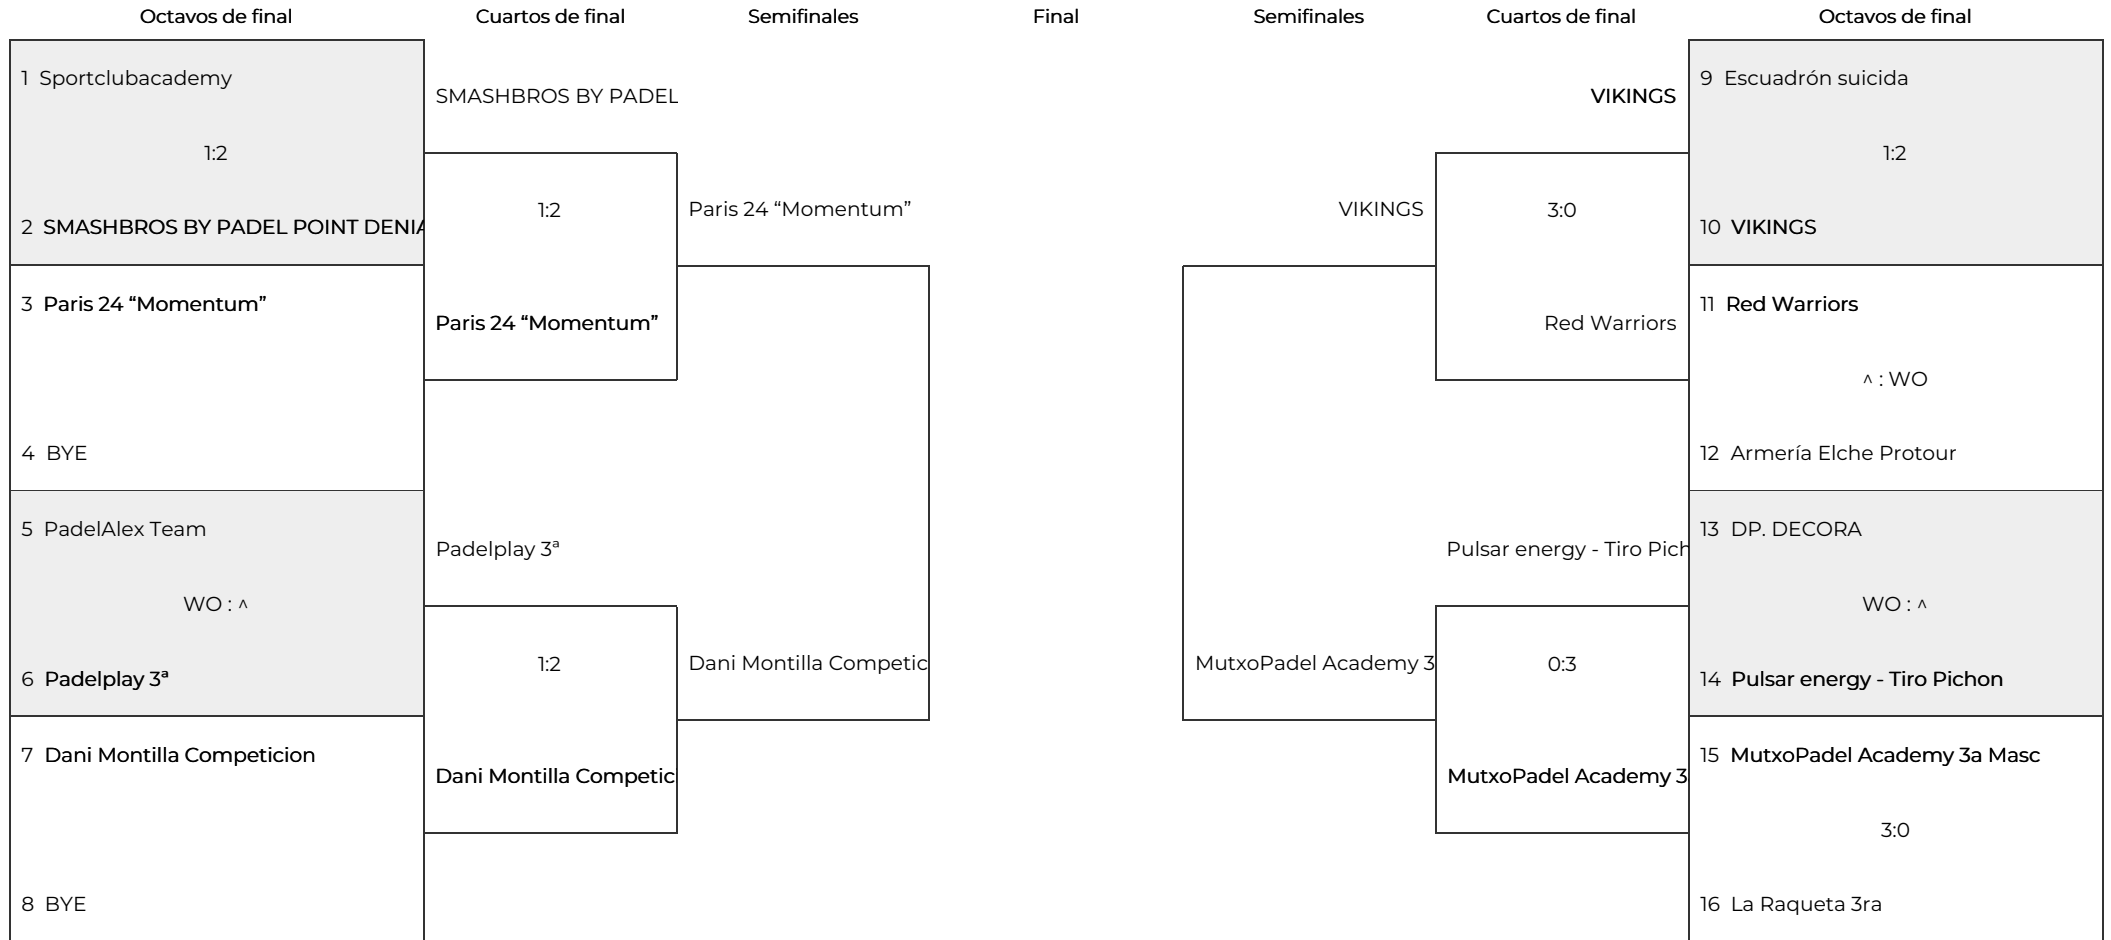 Octavos de final
Cuartos de final
Semifinales
Final
Semifinales
Cuartos de final
Octavos de final
1 Sportclubacademy
1:2
2 SMASHBROS BY PADEL POINT DENIA
3 Paris 24 “Momentum”
4 BYE
5 PadelAlex Team
WO : ^
6 Padelplay 3ª
7 Dani Montilla Competicion
8 BYE
SMASHBROS BY PADEL
1:2
Paris 24 “Momentum”
Padelplay 3ª
1:2
Dani Montilla Competic
Paris 24 “Momentum”
Dani Montilla Competic
VIKINGS
MutxoPadel Academy 3
VIKINGS
3:0
Red Warriors
Pulsar energy - Tiro Pich
0:3
MutxoPadel Academy 3
9 Escuadrón suicida
1:2
10 VIKINGS
11 Red Warriors
^ : WO
12 Armería Elche Protour
13 DP. DECORA
WO : ^
14 Pulsar energy - Tiro Pichon
15 MutxoPadel Academy 3a Masc
3:0
16 La Raqueta 3ra